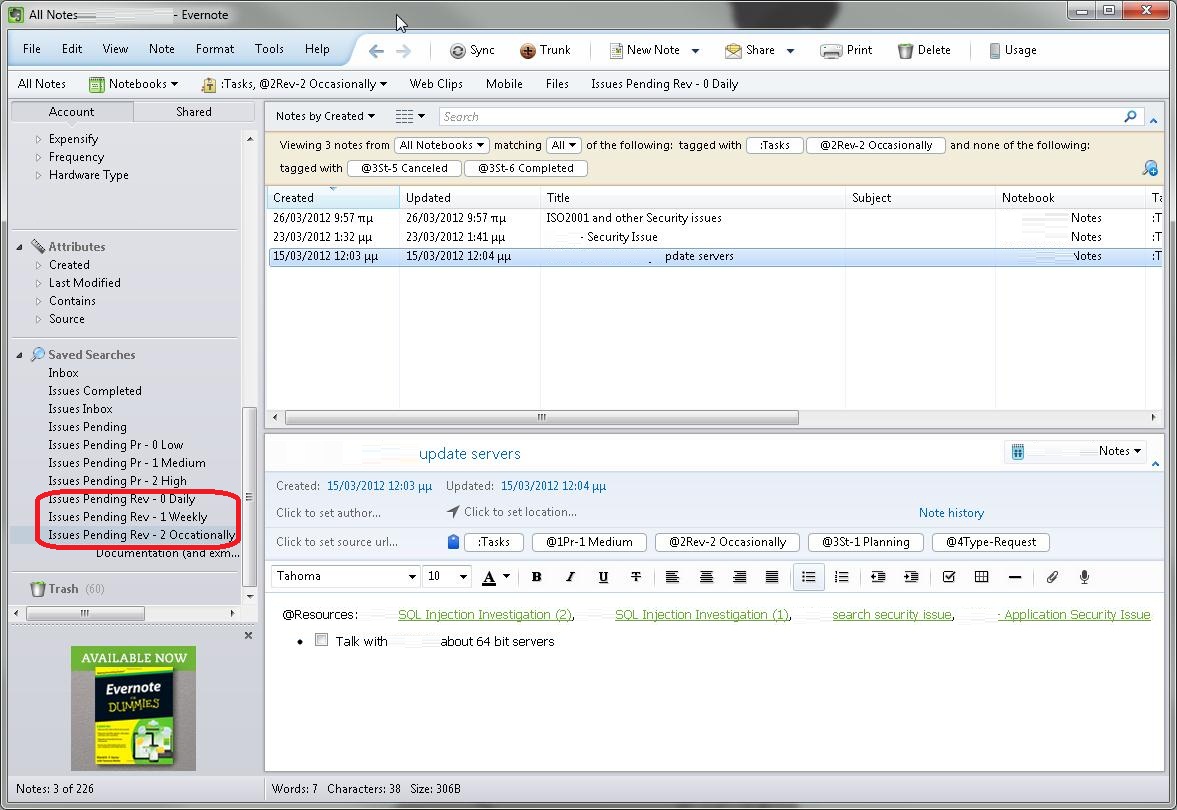 All Notes - Evernote
File Edit View Note Format Tools Help Sync Trunk New Note Share Print Delete Usage
All Notes Notebooks :Tasks, @2Rev-2 Occasionally Web Clips Mobile Files Issues Pending Rev - 0 Daily
Account Shared
Expensify
Frequency
Hardware Type
Attributes
Created
Last Modified
Contains
Source
Saved Searches
Inbox
Issues Completed
Issues Inbox
Issues Pending
Issues Pending Pr - 0 Low
Issues Pending Pr - 1 Medium
Issues Pending Pr - 2 High
Issues Pending Rev - 0 Daily
Issues Pending Rev - 1 Weekly
Issues Pending Rev - 2 Occationally
Documentation (and exm...
Trash (60)
AVAILABLE NOW
Evernote
FOR
DUMMIES
Notes: 3 of 226
Notes by Created Search
Viewing 3 notes from All Notebooks matching All of the following: tagged with :Tasks @2Rev-2 Occasionally and none of the following:
tagged with @3St-5 Canceled @3St-6 Completed
Created Updated Title Subject Notebook Ta
26/03/2012 9:57 πμ 26/03/2012 9:57 πμ ISO2001 and other Security issues Notes :T
23/03/2012 1:32 μμ 23/03/2012 1:41 μμ - Security Issue Notes :T
15/03/2012 12:03 μμ 15/03/2012 12:04 μμ pdate servers Notes :T
update servers Notes
Created: 15/03/2012 12:03 μμ Updated: 15/03/2012 12:04 μμ
Click to set author... Click to set location... Note history
Click to set source url... :Tasks @1Pr-1 Medium @2Rev-2 Occasionally @3St-1 Planning @4Type-Request
Tahoma 10 A B I U T
@Resources: SQL Injection Investigation (2), SQL Injection Investigation (1), search security issue, - Application Security Issue
• Talk with about 64 bit servers
Words: 7 Characters: 38 Size: 306B